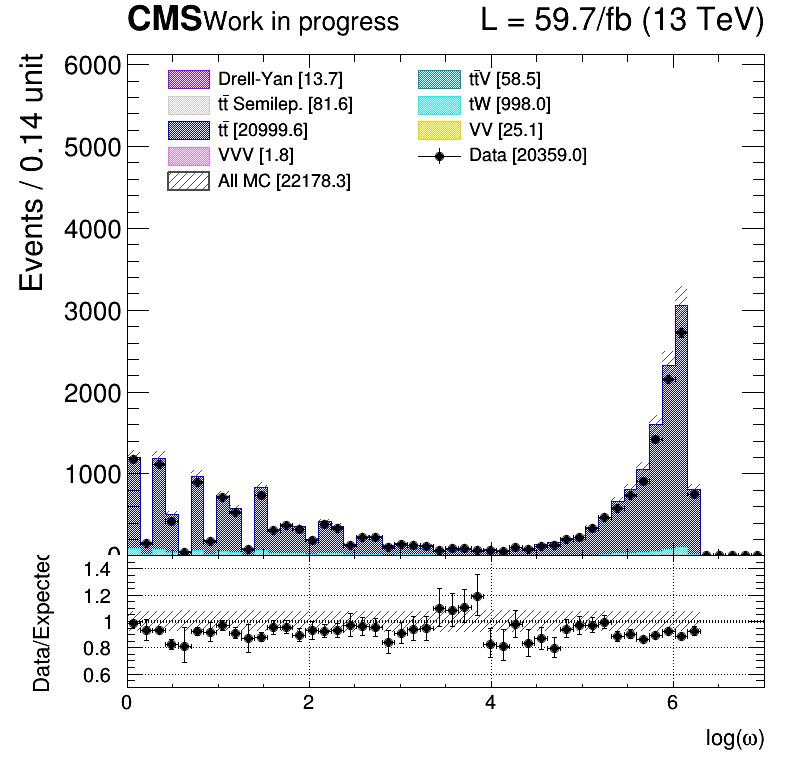 CMS Work in progress L = 59.7/fb (13 TeV)
Events / 0.14 unit
6000
5000
4000
3000
2000
1000
0
Drell-Yan [13.7]
tt̄ Semilep. [81.6]
tt̄ [20999.6]
VVV [1.8]
All MC [22178.3]
tt̄V [58.5]
tW [998.0]
VV [25.1]
Data [20359.0]
Data/Expected
1.4
1.2
1
0.8
0.6
0 2 4 6
log(ω)